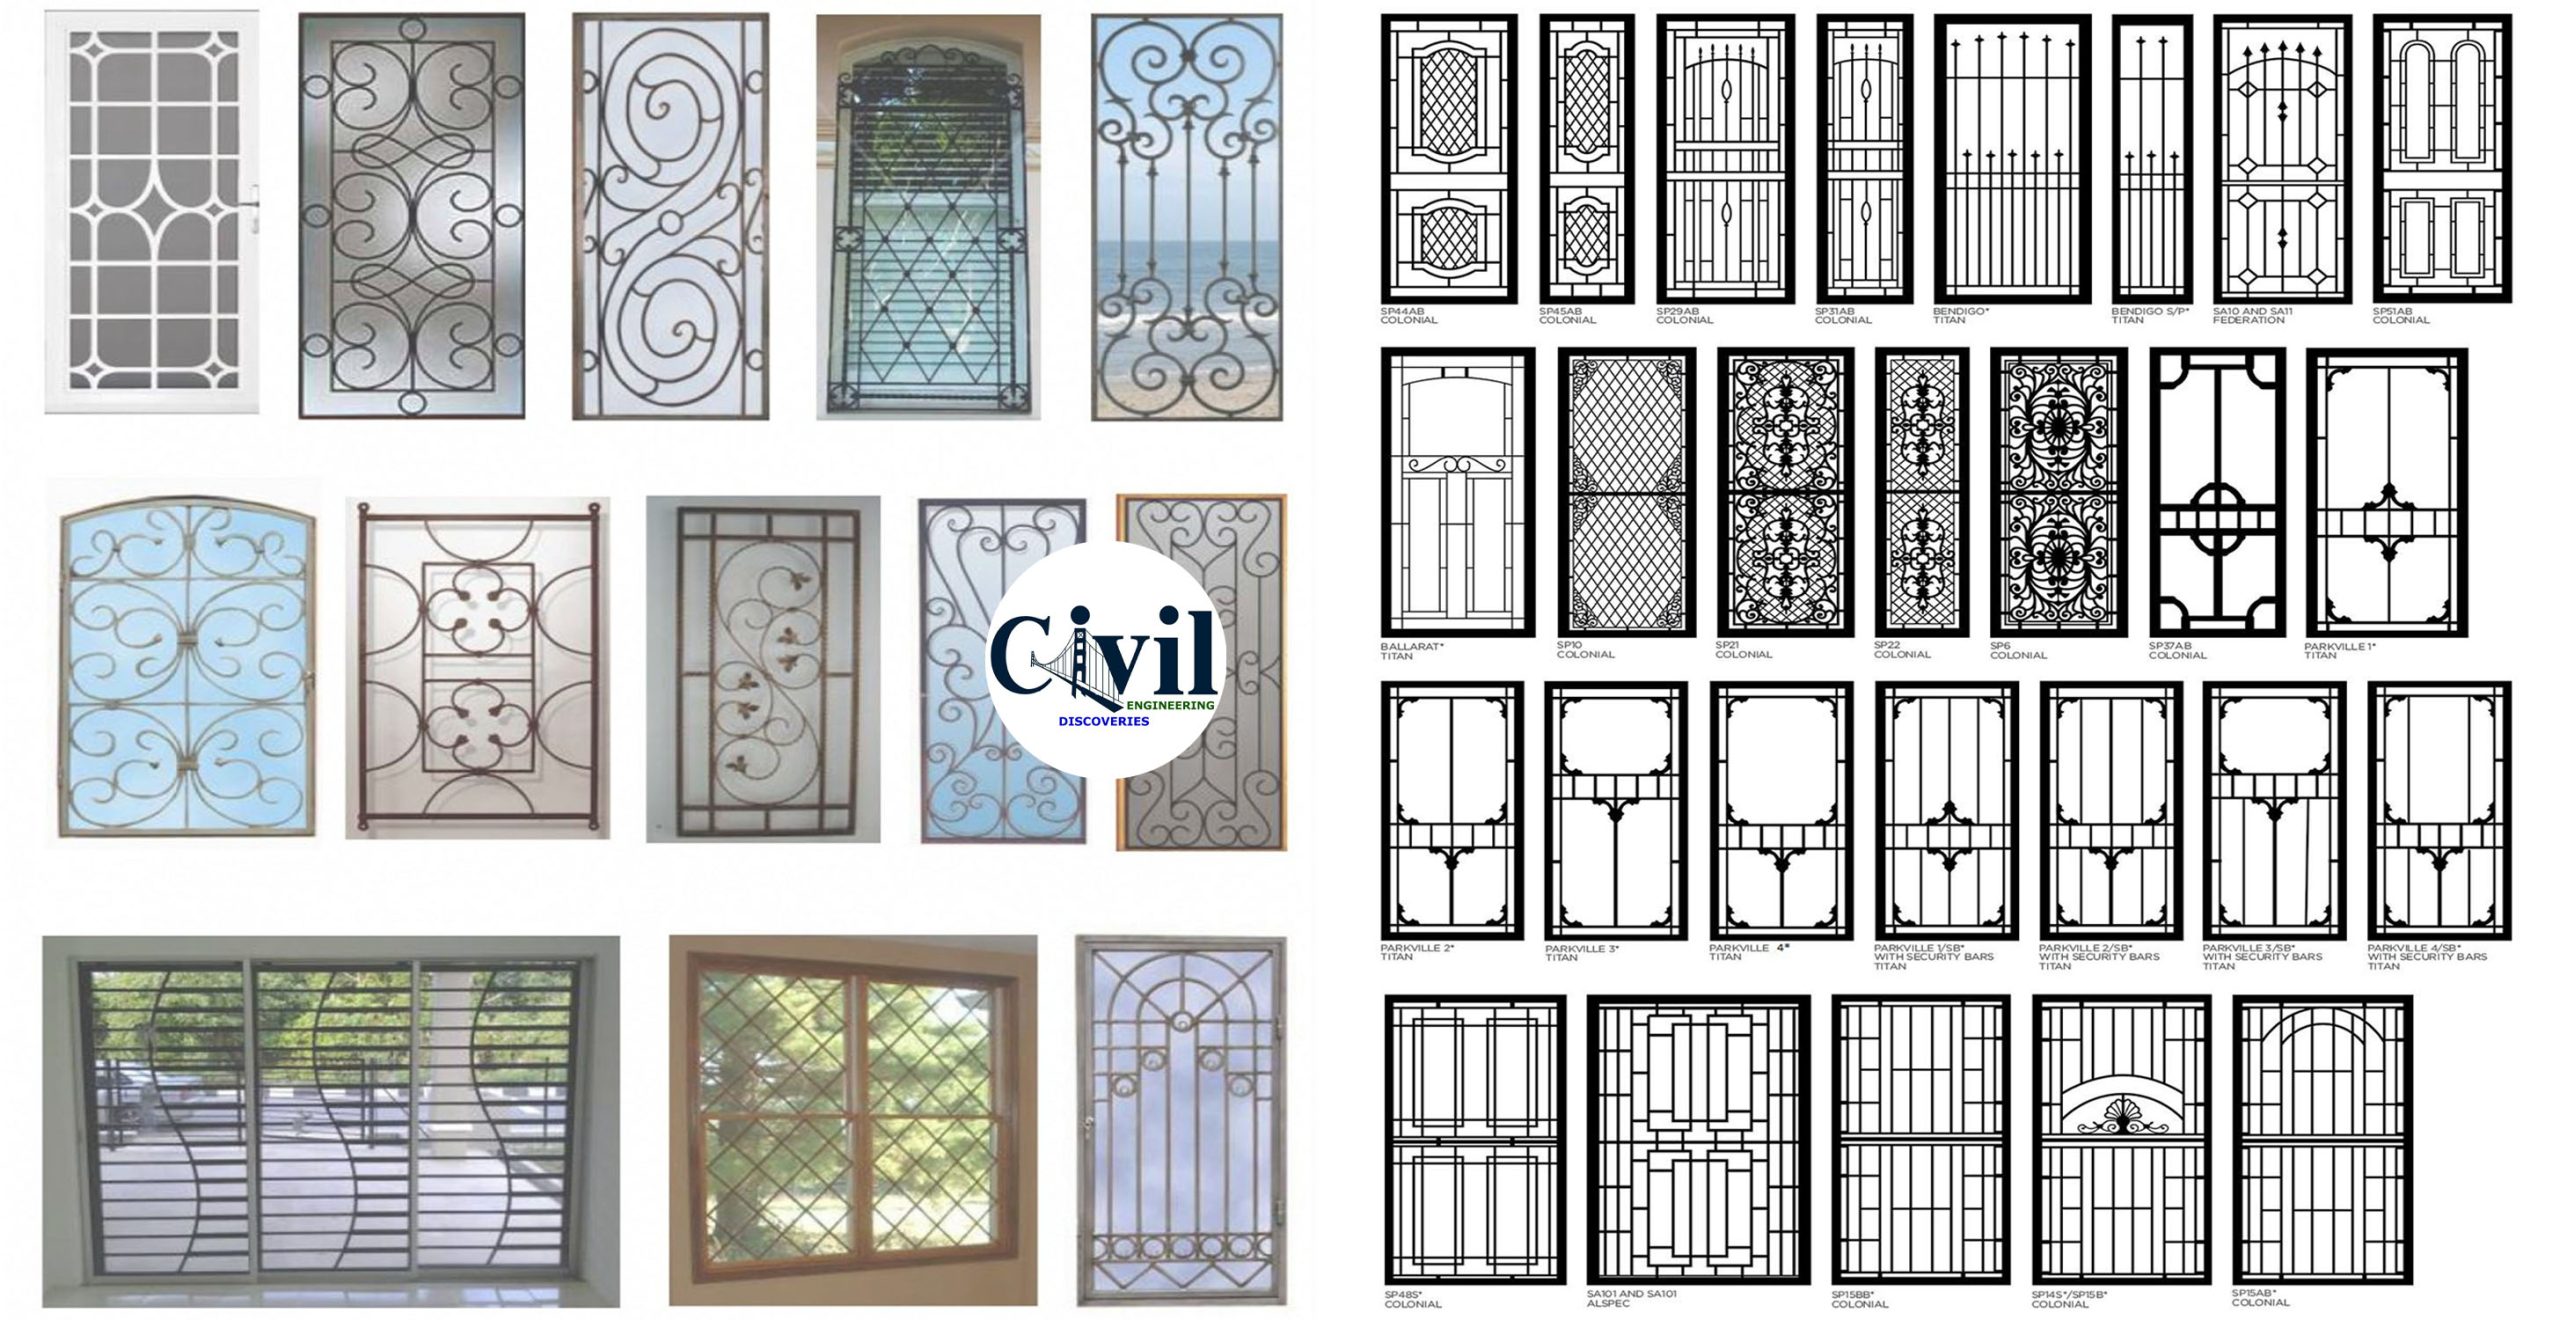 SP44AB
COLONIAL
SP45AB
COLONIAL
SP29AB
COLONIAL
SP31AB
COLONIAL
BENDIGO*
TITAN
BENDIGO S/P*
TITAN
SA10 AND SA11
FEDERATION
SP51AB
COLONIAL
BALLARAT*
TITAN
SP10
COLONIAL
SP21
COLONIAL
SP22
COLONIAL
SP6
COLONIAL
SP37AB
COLONIAL
PARKVILLE 1*
TITAN
Civil
ENGINEERING
DISCOVERIES
PARKVILLE 2*
TITAN
PARKVILLE 3*
TITAN
PARKVILLE 4*
TITAN
PARKVILLE 1/SB*
WITH SECURITY BARS
TITAN
PARKVILLE 2/SB*
WITH SECURITY BARS
TITAN
PARKVILLE 3/SB*
WITH SECURITY BARS
TITAN
PARKVILLE 4/SB*
WITH SECURITY BARS
TITAN
SP48S*
COLONIAL
SA101 AND SA101
ALSPEC
SP15BB*
COLONIAL
SP14S*/SP15B*
COLONIAL
SP15AB*
COLONIAL